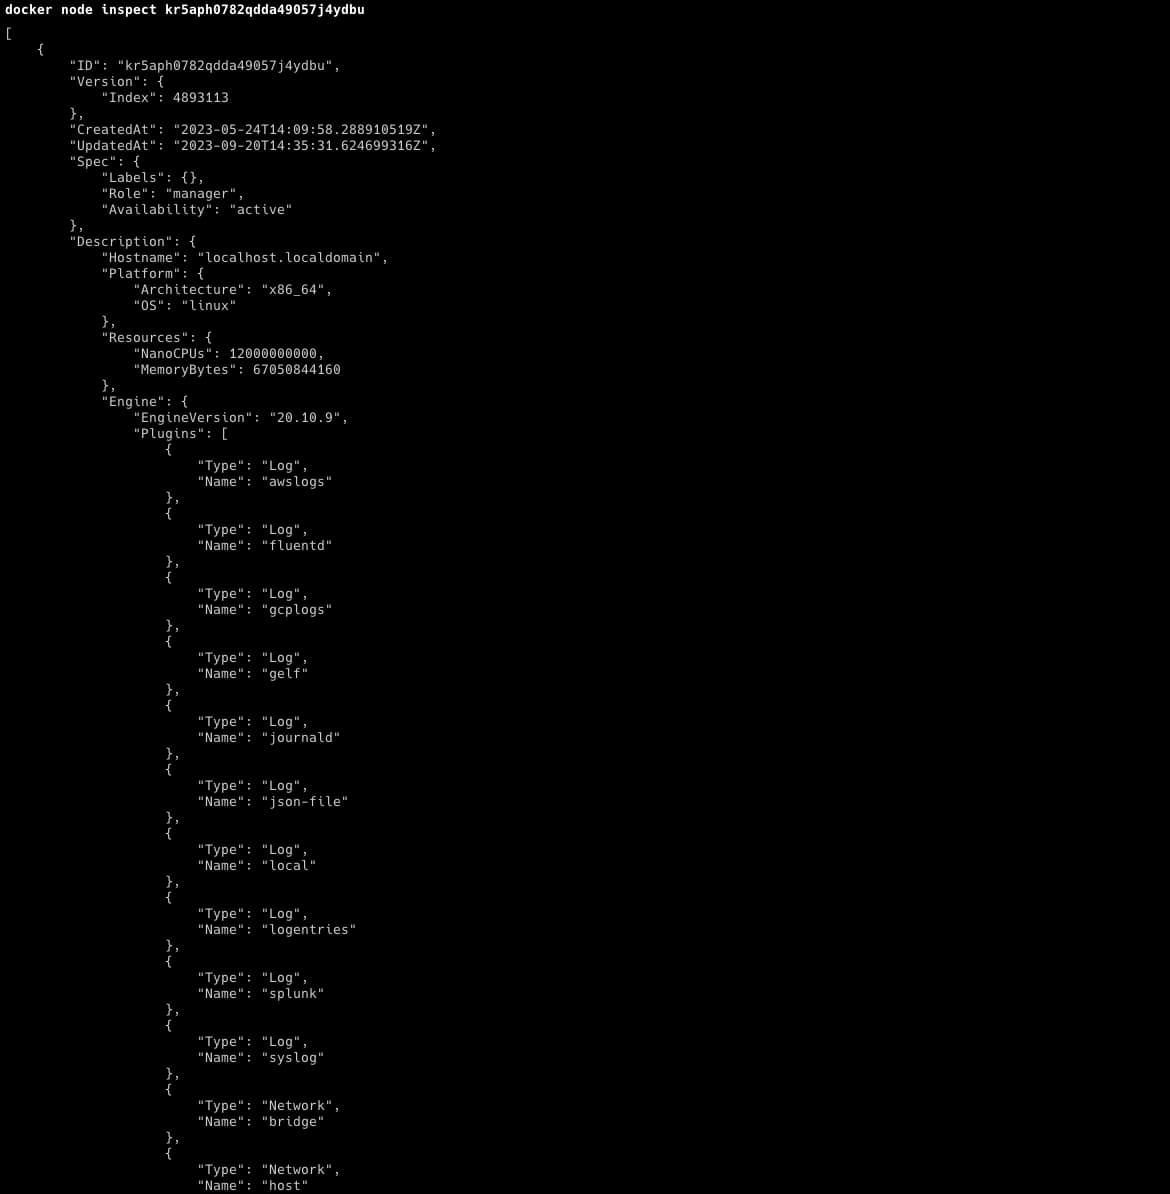 docker node inspect kr5aph0782qdda49057j4ydbu
[
    {
        "ID": "kr5aph0782qdda49057j4ydbu",
        "Version": {
            "Index": 4893113
        },
        "CreatedAt": "2023-05-24T14:09:58.288910519Z",
        "UpdatedAt": "2023-09-20T14:35:31.624699316Z",
        "Spec": {
            "Labels": {},
            "Role": "manager",
            "Availability": "active"
        },
        "Description": {
            "Hostname": "localhost.localdomain",
            "Platform": {
                "Architecture": "x86_64",
                "OS": "linux"
            },
            "Resources": {
                "NanoCPUs": 12000000000,
                "MemoryBytes": 67050844160
            },
            "Engine": {
                "EngineVersion": "20.10.9",
                "Plugins": [
                    {
                        "Type": "Log",
                        "Name": "awslogs"
                    },
                    {
                        "Type": "Log",
                        "Name": "fluentd"
                    },
                    {
                        "Type": "Log",
                        "Name": "gcplogs"
                    },
                    {
                        "Type": "Log",
                        "Name": "gelf"
                    },
                    {
                        "Type": "Log",
                        "Name": "journald"
                    },
                    {
                        "Type": "Log",
                        "Name": "json-file"
                    },
                    {
                        "Type": "Log",
                        "Name": "local"
                    },
                    {
                        "Type": "Log",
                        "Name": "logentries"
                    },
                    {
                        "Type": "Log",
                        "Name": "splunk"
                    },
                    {
                        "Type": "Log",
                        "Name": "syslog"
                    },
                    {
                        "Type": "Network",
                        "Name": "bridge"
                    },
                    {
                        "Type": "Network",
                        "Name": "host"